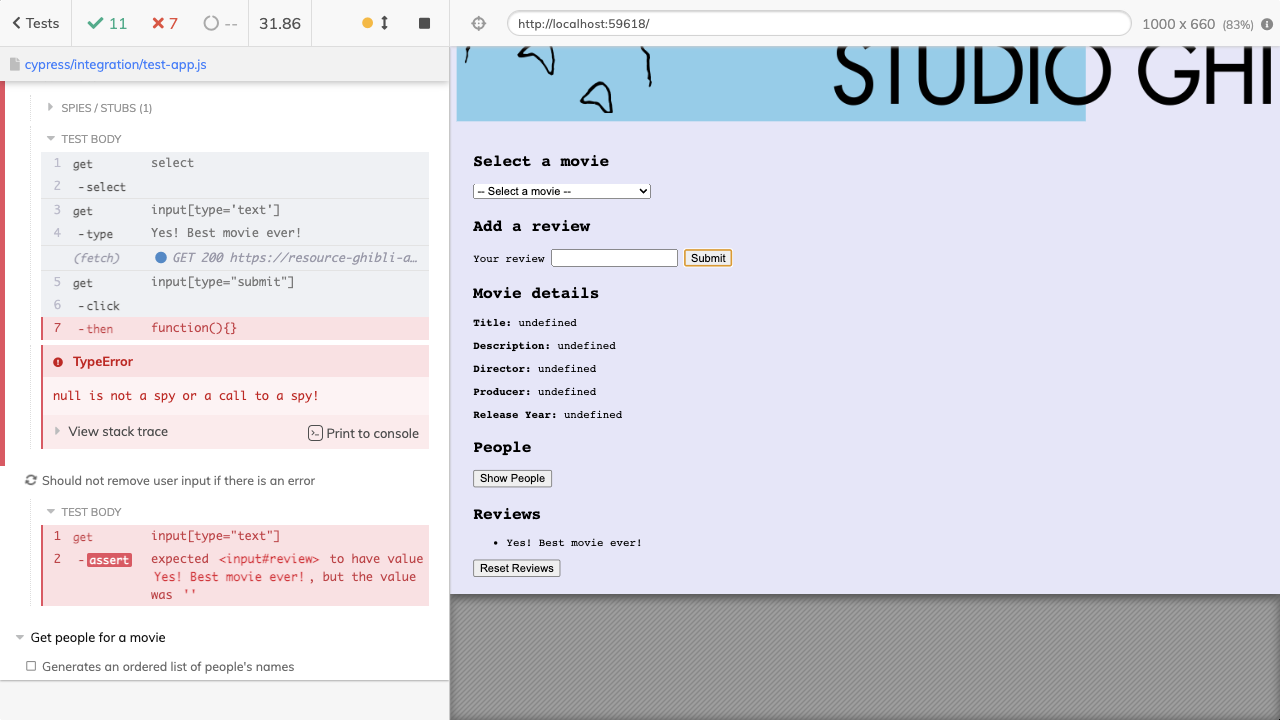 Tests
11
7
--
31.86
cypress/integration/test-app.js
SPIES / STUBS (1)
TEST BODY
1 get select
2 -select
3 get input[type='text']
4 -type Yes! Best movie ever!
(fetch) GET 200 https://resource-ghibli-a…
5 get input[type="submit"]
6 -click
7 -then function(){}
TypeError
null is not a spy or a call to a spy!
View stack trace
Print to console
Should not remove user input if there is an error
TEST BODY
1 get input[type="text"]
2 -assert expected <input#review> to have value
Yes! Best movie ever!, but the value
was ''
Get people for a movie
Generates an ordered list of people's names
http://localhost:59618/
1000 x 660 (83%)
STUDIO GHI
Select a movie
-- Select a movie --
Add a review
Your review
Submit
Movie details
Title: undefined
Description: undefined
Director: undefined
Producer: undefined
Release Year: undefined
People
Show People
Reviews
• Yes! Best movie ever!
Reset Reviews